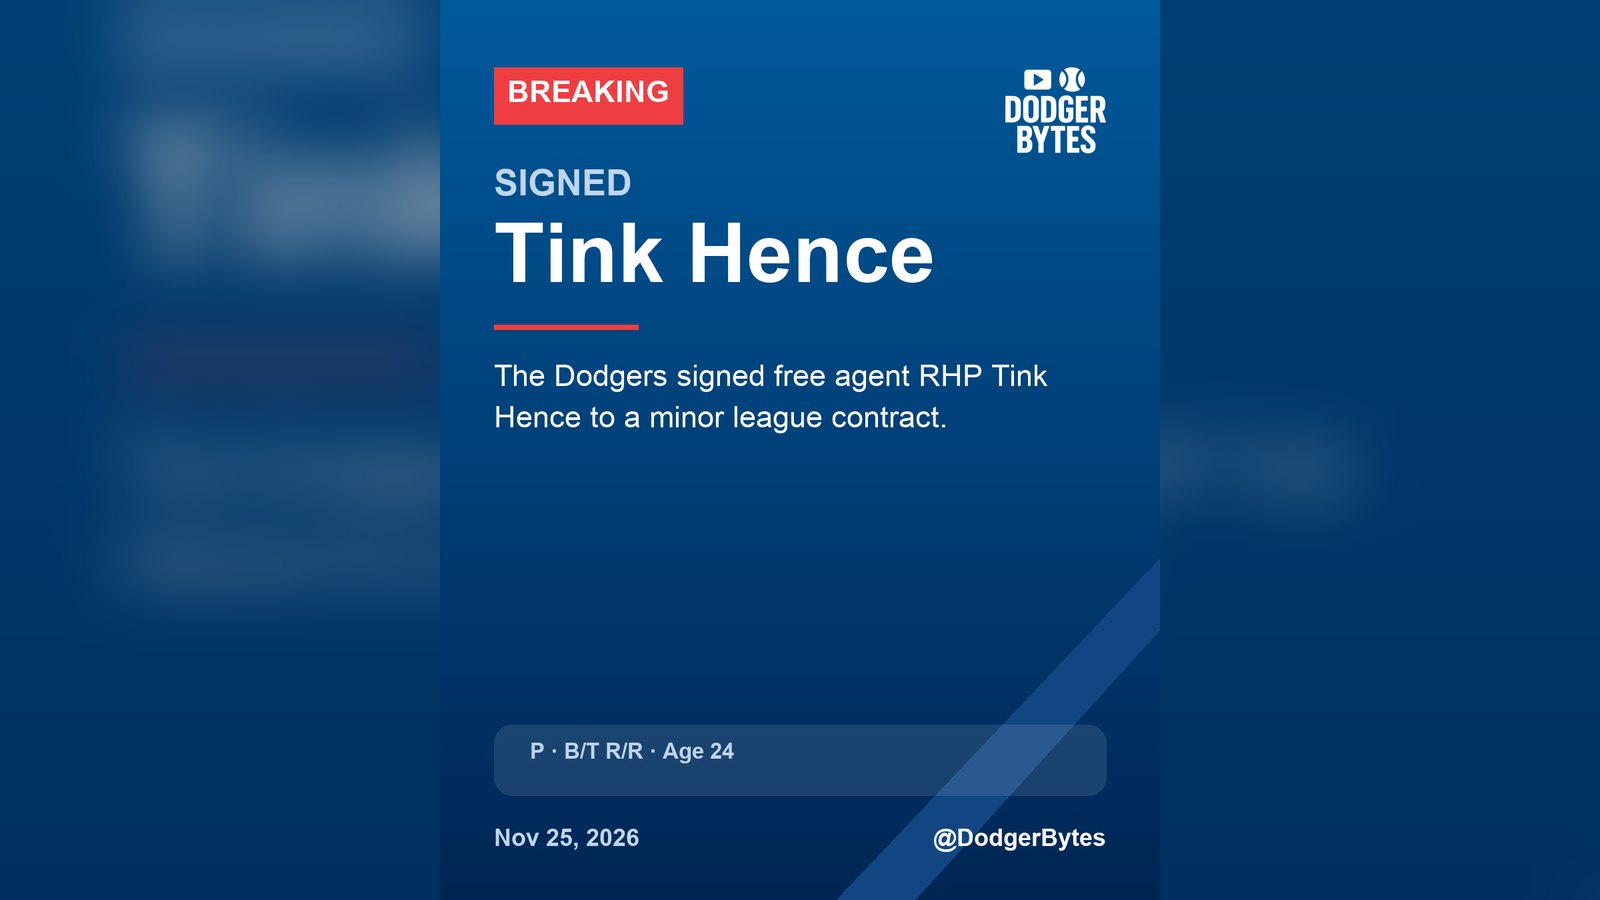 BREAKING
DODGER
BYTES
SIGNED
Tink Hence
The Dodgers signed free agent RHP Tink
Hence to a minor league contract.
P · B/T R/R · Age 24
Nov 25, 2026
@DodgerBytes